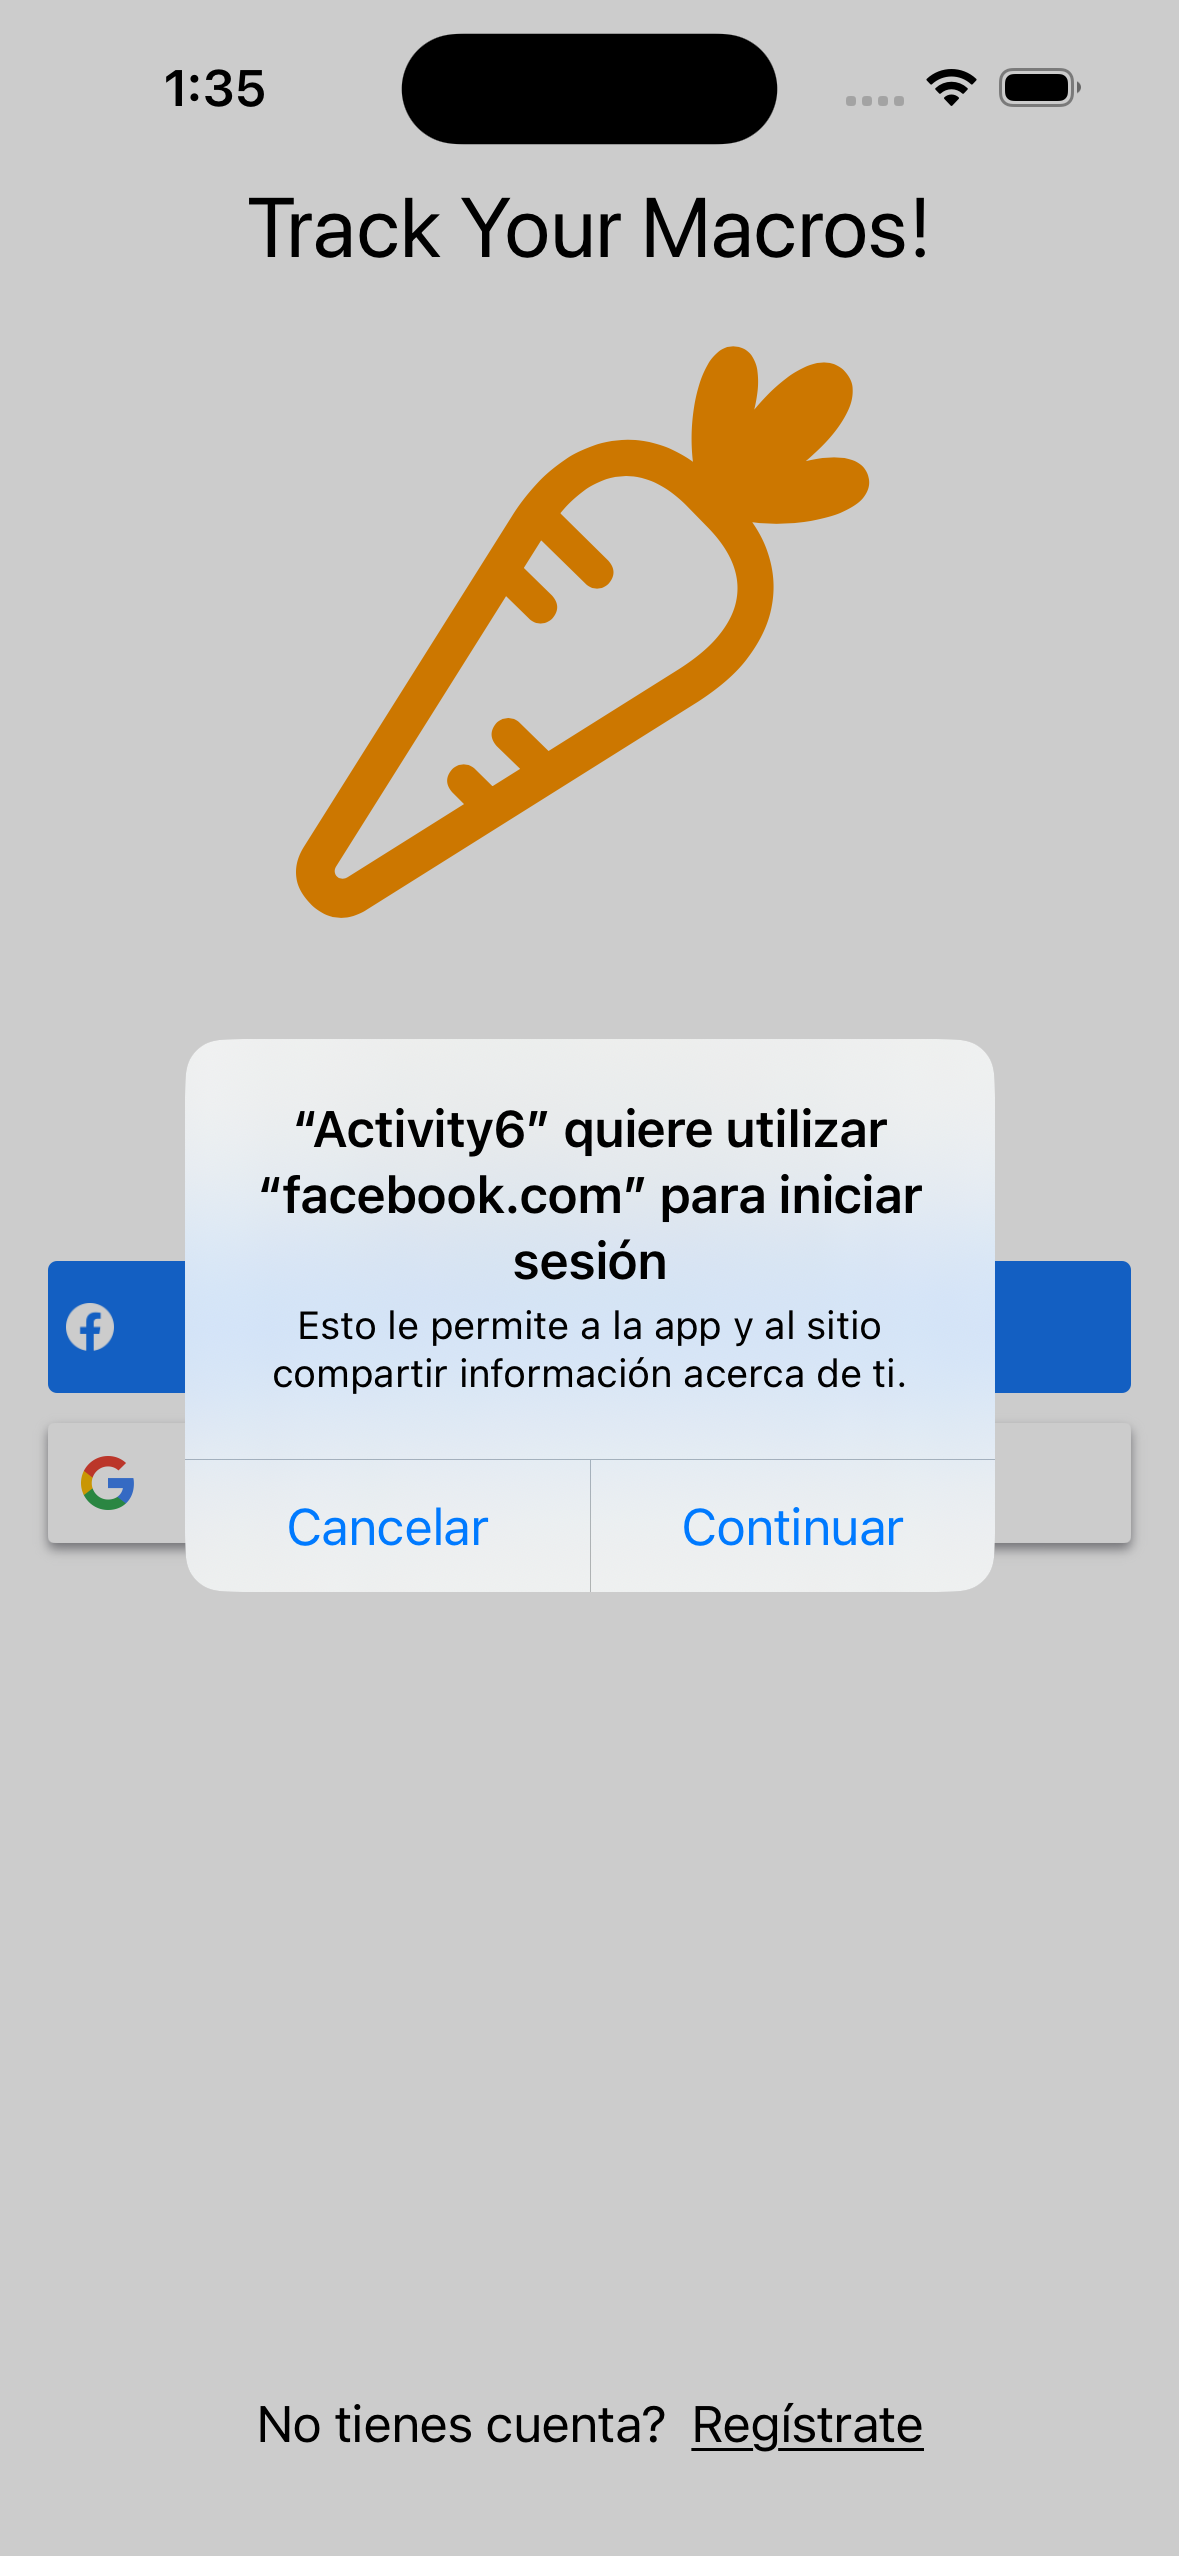 1:35
Track Your Macros!
“Activity6” quiere utilizar
“facebook.com” para iniciar
sesión
Esto le permite a la app y al sitio
compartir información acerca de ti.
Cancelar
Continuar
No tienes cuenta? Regístrate